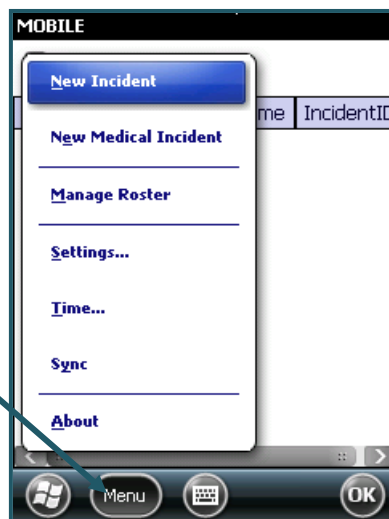 MOBILE
New Incident
me IncidentID
New Medical Incident
Manage Roster
Settings...
Time...
Sync
About
Menu OK